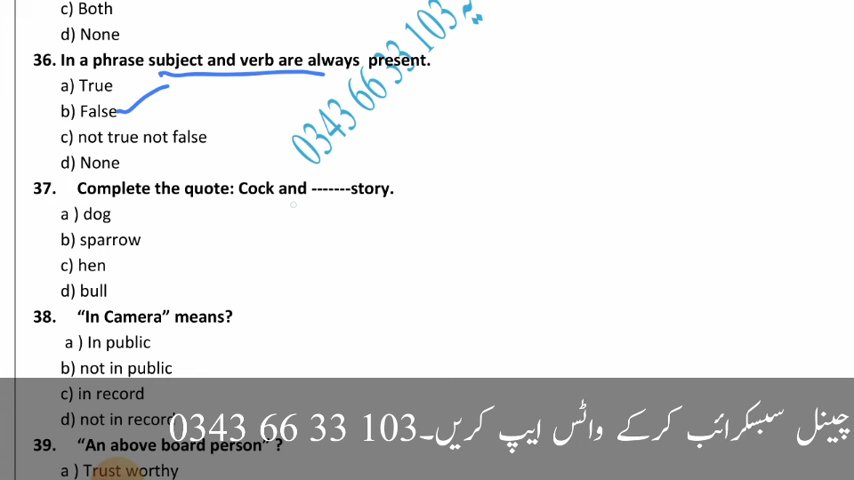 c) Both
d) None
36. In a phrase subject and verb are always present.
a) True
b) False
c) not true not false
d) None
0343 66 33 103
37. Complete the quote: Cock and -------story.
a ) dog
b) sparrow
c) hen
d) bull
38. “In Camera” means?
a ) In public
b) not in public
c) in record
d) not in record
چینل سبسکرائب کرکے واٹس ایپ کریں۔0343 66 33 103
39. “An above board person” ?
a ) Trust worthy